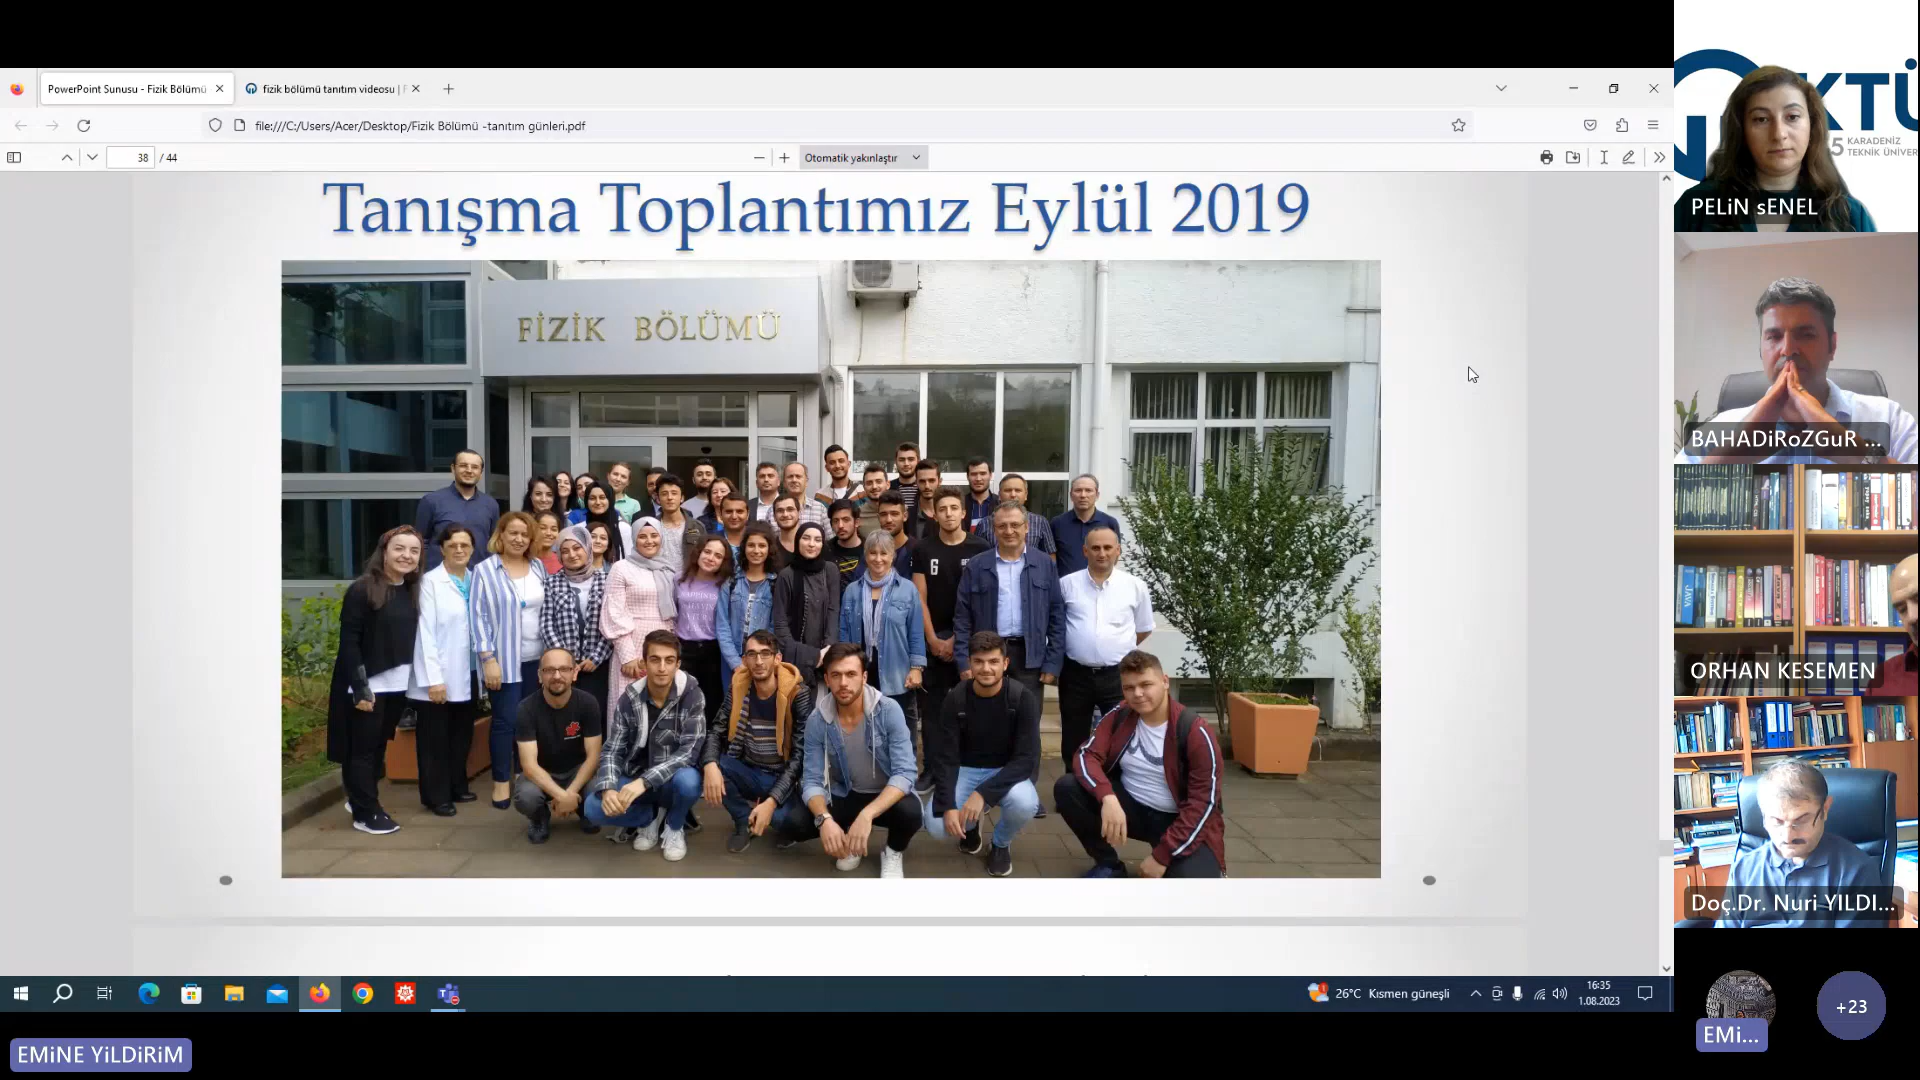 PowerPoint Sunusu - Fizik Bölümü
fizik bölümü tanıtım videosu |
file:///C:/Users/Acer/Desktop/Fizik Bölümü -tanıtım günleri.pdf
38 / 44
Otomatik yakınlaştır
Tanışma Toplantımız Eylül 2019
FİZİK BÖLÜMÜ
G
KTÜ
KARADENİZ
TEKNİK ÜNİVER
PELiN sENEL
BAHADiRoZGuR ...
JAVA
ORHAN KESEMEN
Doç.Dr. Nuri YILDI...
EMi...
+23
26°C Kısmen güneşli
16:35
1.08.2023
EMiNE YiLDiRiM